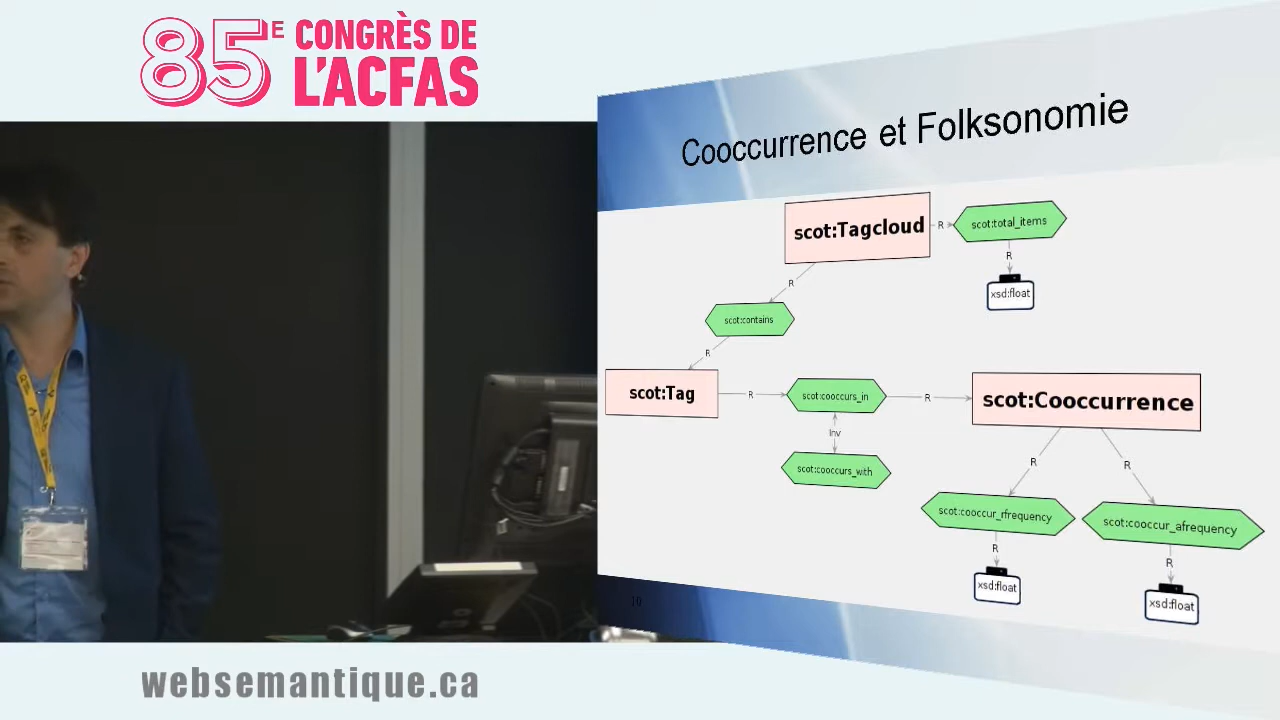 85E CONGRÈS DE
L'ACFAS
Cooccurrence et Folksonomie
scot:Tagcloud
R
scot:total_items
R
xsd:float
R
scot:contains
R
scot:Tag
R
scot:cooccurs_in
R
scot:Cooccurrence
Inv
scot:cooccurs_with
R
R
scot:cooccur_rfrequency
scot:cooccur_afrequency
R
R
xsd:float
xsd:float
10
websemantique.ca